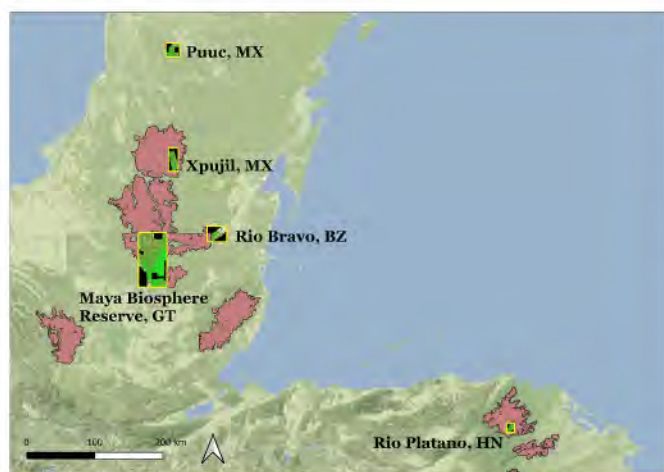 Puuc, MX
Xpujil, MX
Rio Bravo, BZ
Maya Biosphere
Reserve, GT
Rio Platano, HN
0 100 200 km